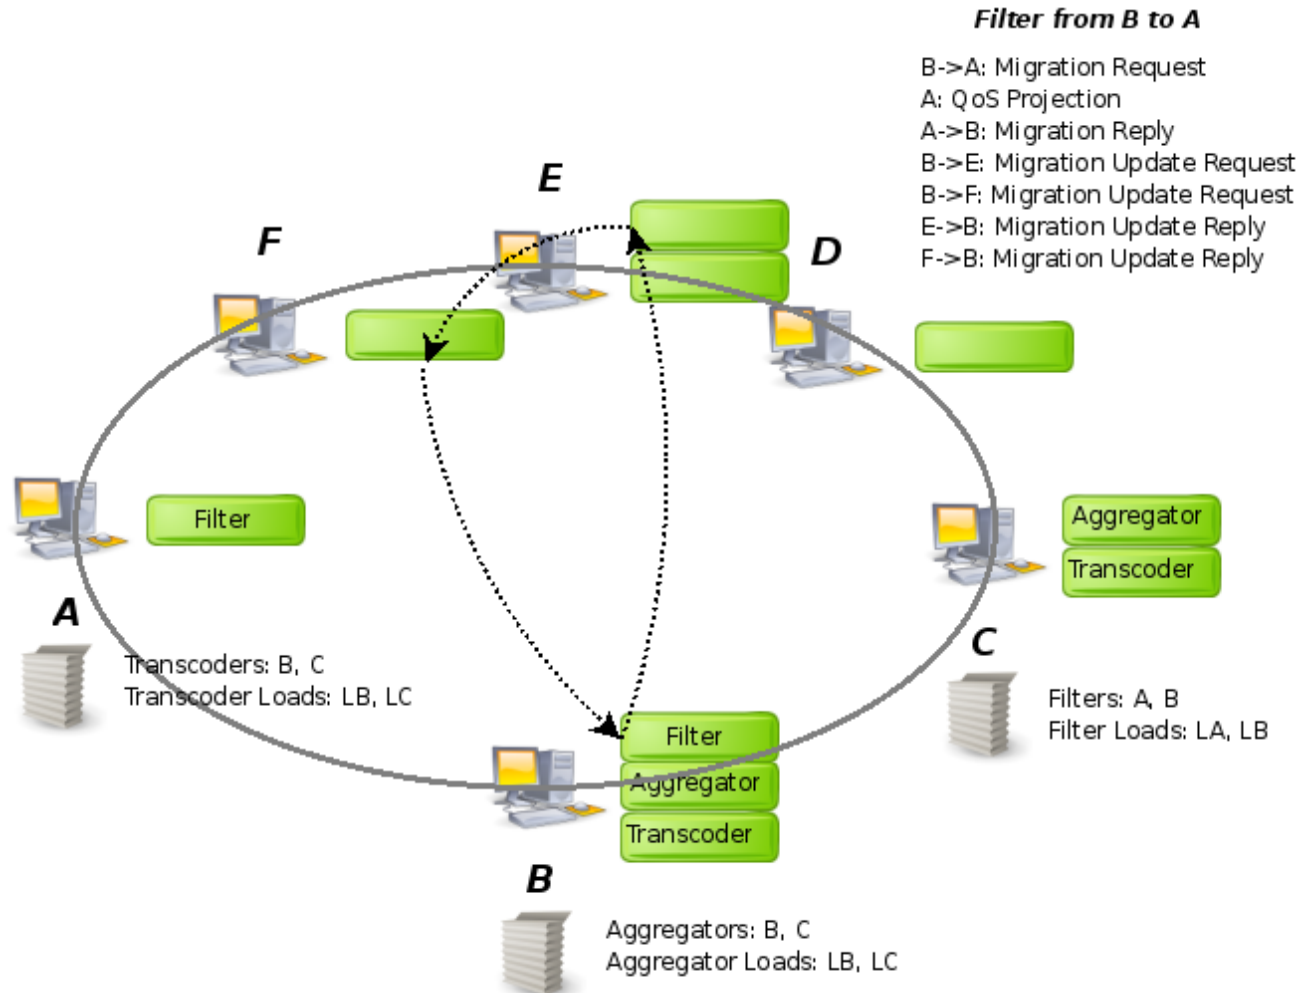 Filter from B to A
B->A: Migration Request
A: QoS Projection
A->B: Migration Reply
B->E: Migration Update Request
B->F: Migration Update Request
E->B: Migration Update Reply
F->B: Migration Update Reply
E
F
D
Filter
Aggregator
Transcoder
A
Transcoders: B, C
Transcoder Loads: LB, LC
C
Filters: A, B
Filter Loads: LA, LB
Filter
Aggregator
Transcoder
B
Aggregators: B, C
Aggregator Loads: LB, LC